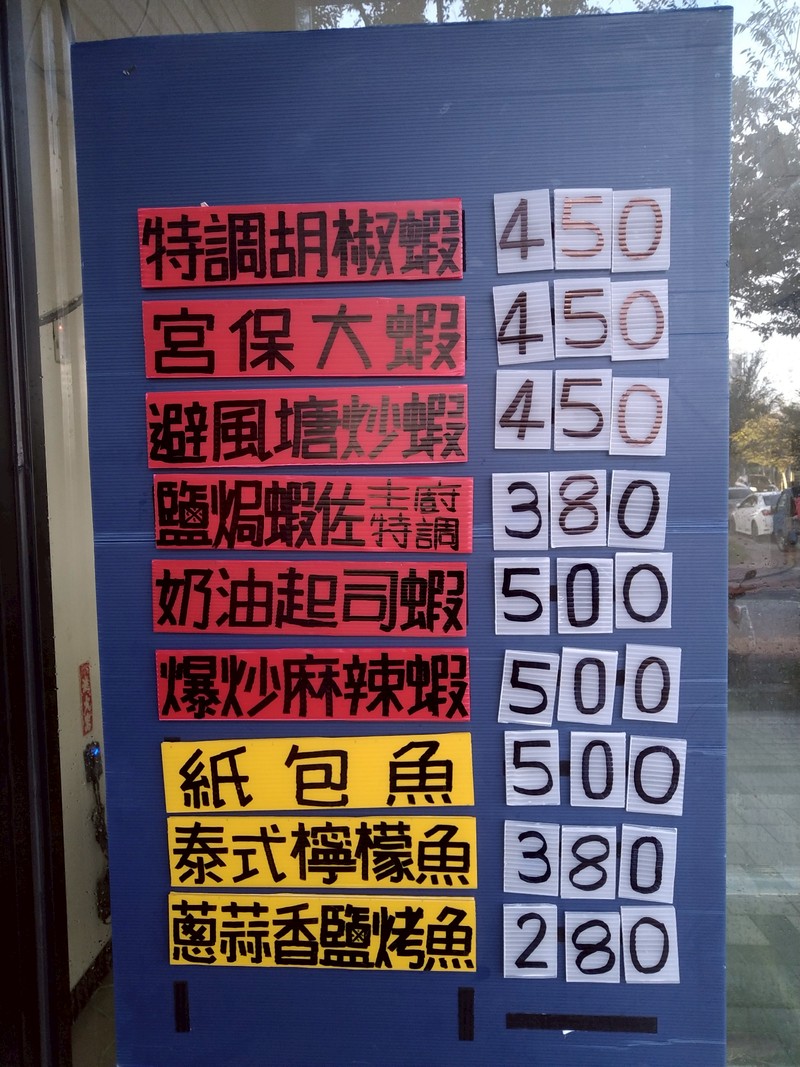 特調胡椒蝦 450
宮保大蝦 450
避風塘炒蝦 450
鹽焗蝦佐主廚特調 380
奶油起司蝦 500
爆炒麻辣蝦 500
紙包魚 500
泰式檸檬魚 380
蔥蒜香鹽烤魚 280